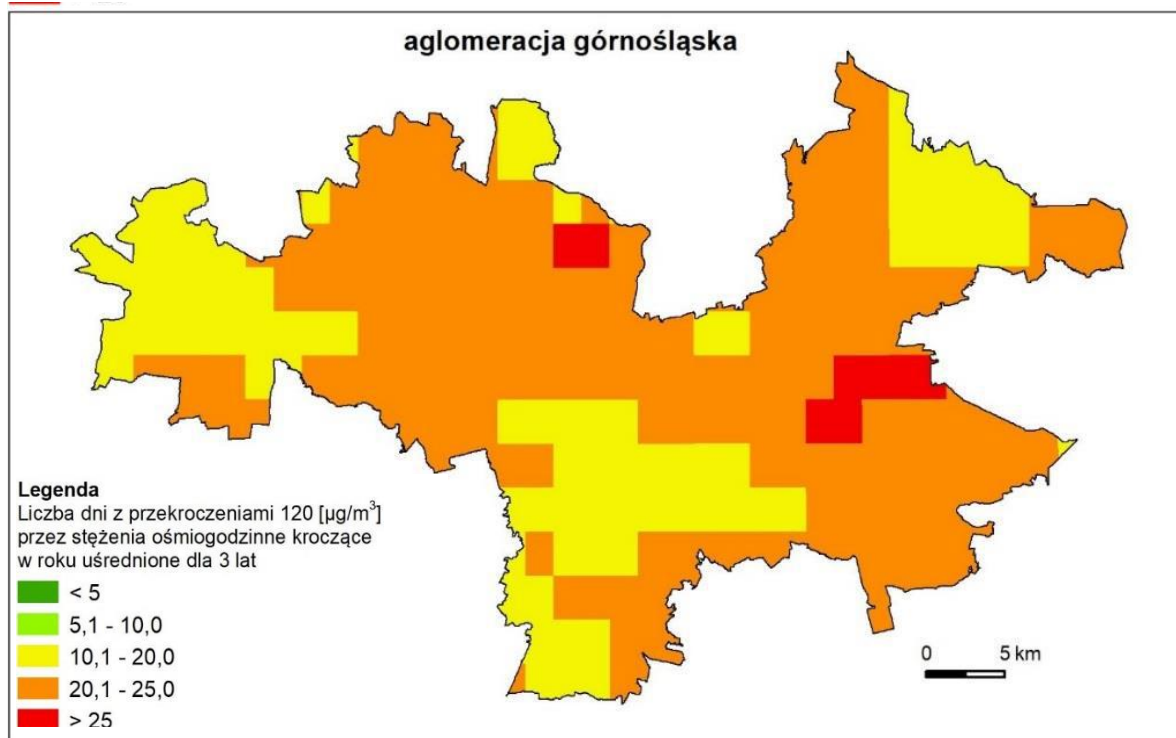 aglomeracja górnośląska
Legenda
Liczba dni z przekroczeniami 120 [µg/m³]
przez stężenia ośmiogodzinne kroczące
w roku uśrednione dla 3 lat
< 5
5,1 - 10,0
10,1 - 20,0
20,1 - 25,0
> 25
0 5 km